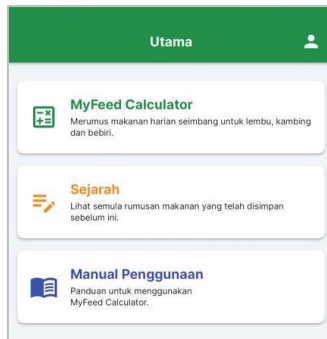 Utama
MyFeed Calculator
Merumus makanan harian seimbang untuk lembu, kambing
dan bebiri.
Sejarah
Lihat semula rumusan makanan yang telah disimpan
sebelum ini.
Manual Penggunaan
Panduan untuk menggunakan
MyFeed Calculator.